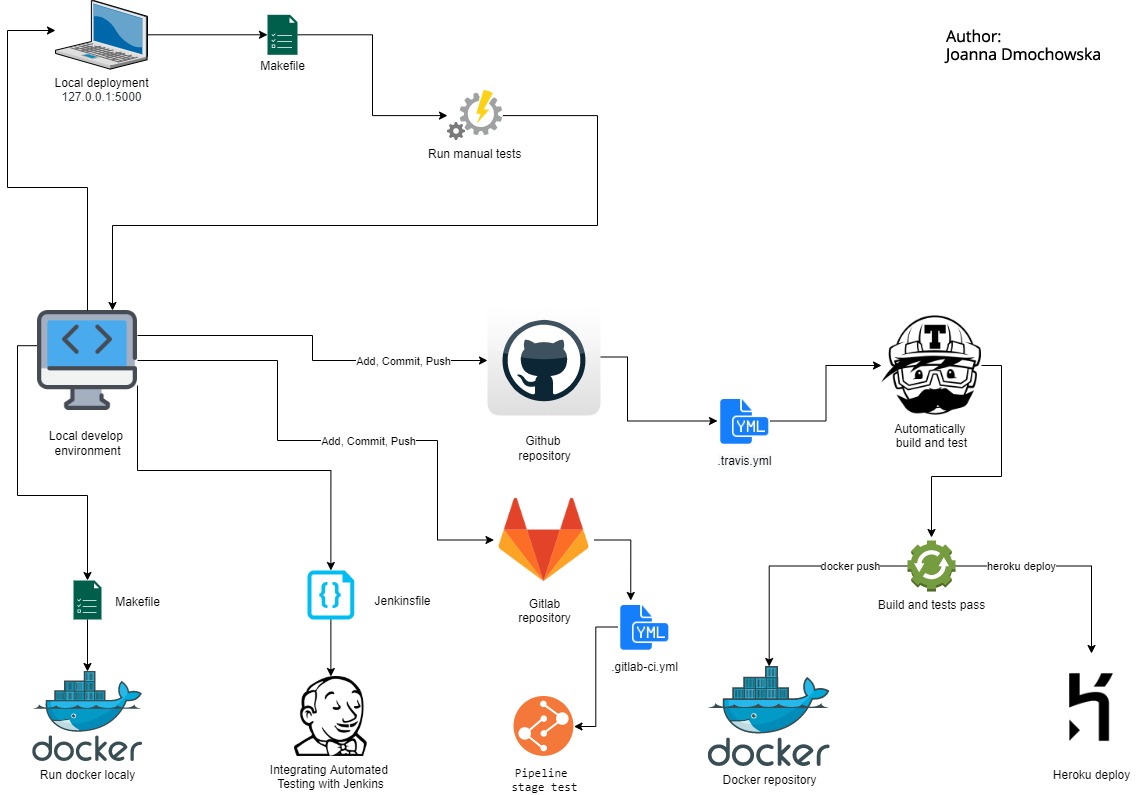 Author:
Joanna Dmochowska
Local deployment
127.0.0.1:5000
Makefile
Run manual tests
Local develop
environment
Add, Commit, Push
Add, Commit, Push
Github
repository
YML
.travis.yml
T
Automatically
build and test
docker push
heroku deploy
Build and tests pass
Makefile
{}
Jenkinsfile
Gitlab
repository
YML
.gitlab-ci.yml
docker
Run docker localy
Integrating Automated
Testing with Jenkins
Pipeline
stage test
docker
Docker repository
Heroku deploy